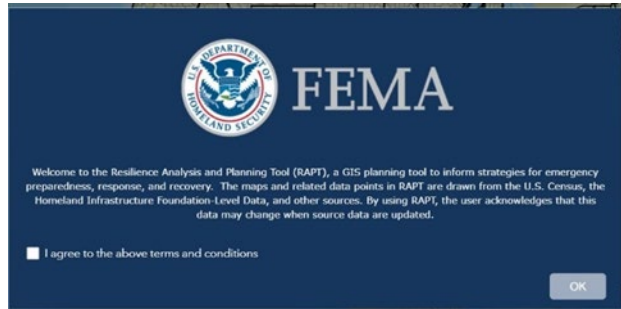 U.S. DEPARTMENT OF
HOMELAND SECURITY
FEMA
Welcome to the Resilience Analysis and Planning Tool (RAPT), a GIS planning tool to inform strategies for emergency
preparedness, response, and recovery. The maps and related data points in RAPT are drawn from the U.S. Census, the
Homeland Infrastructure Foundation-Level Data, and other sources. By using RAPT, the user acknowledges that this
data may change when source data are updated.
I agree to the above terms and conditions
OK